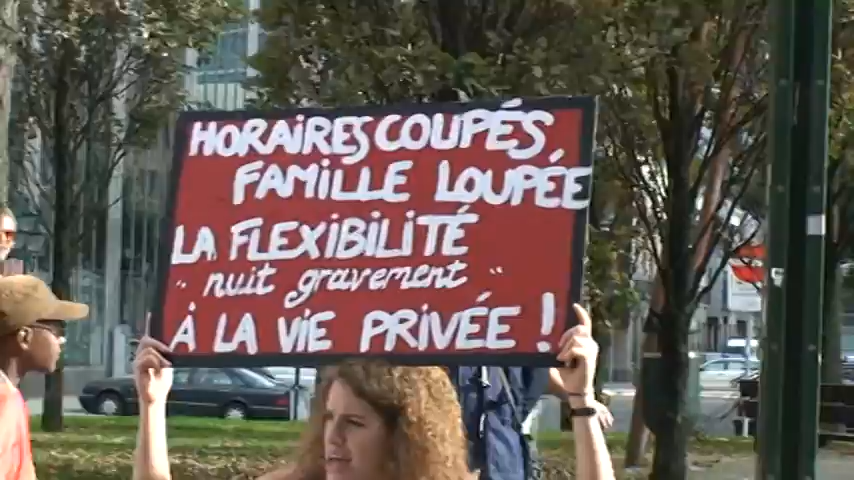 HORAIRES COUPÉS
FAMILLE LOUPÉE
LA FLEXIBILITÉ
"nuit gravement"
À LA VIE PRIVÉE !